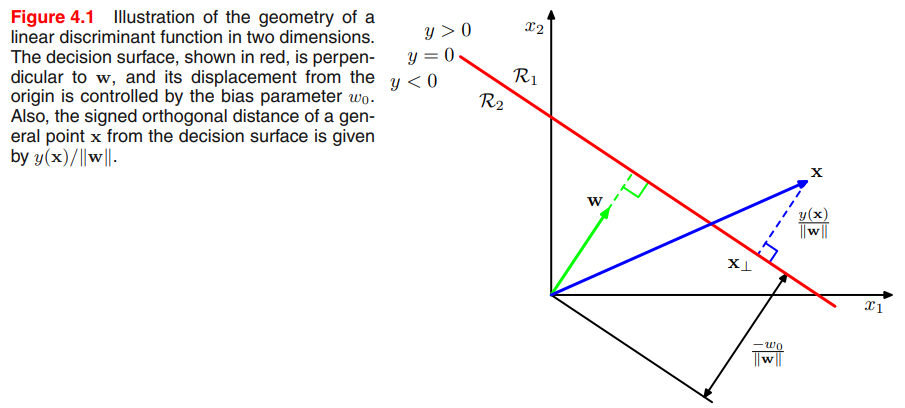 Figure 4.1 Illustration of the geometry of a
linear discriminant function in two dimensions.
The decision surface, shown in red, is perpen-
dicular to w, and its displacement from the
origin is controlled by the bias parameter w₀.
Also, the signed orthogonal distance of a gen-
eral point x from the decision surface is given
by y(x)/‖w‖.
y > 0
y = 0
y < 0
x₂
R₁
R₂
w
x
y(x)
‖w‖
x⊥
x₁
−w₀
‖w‖